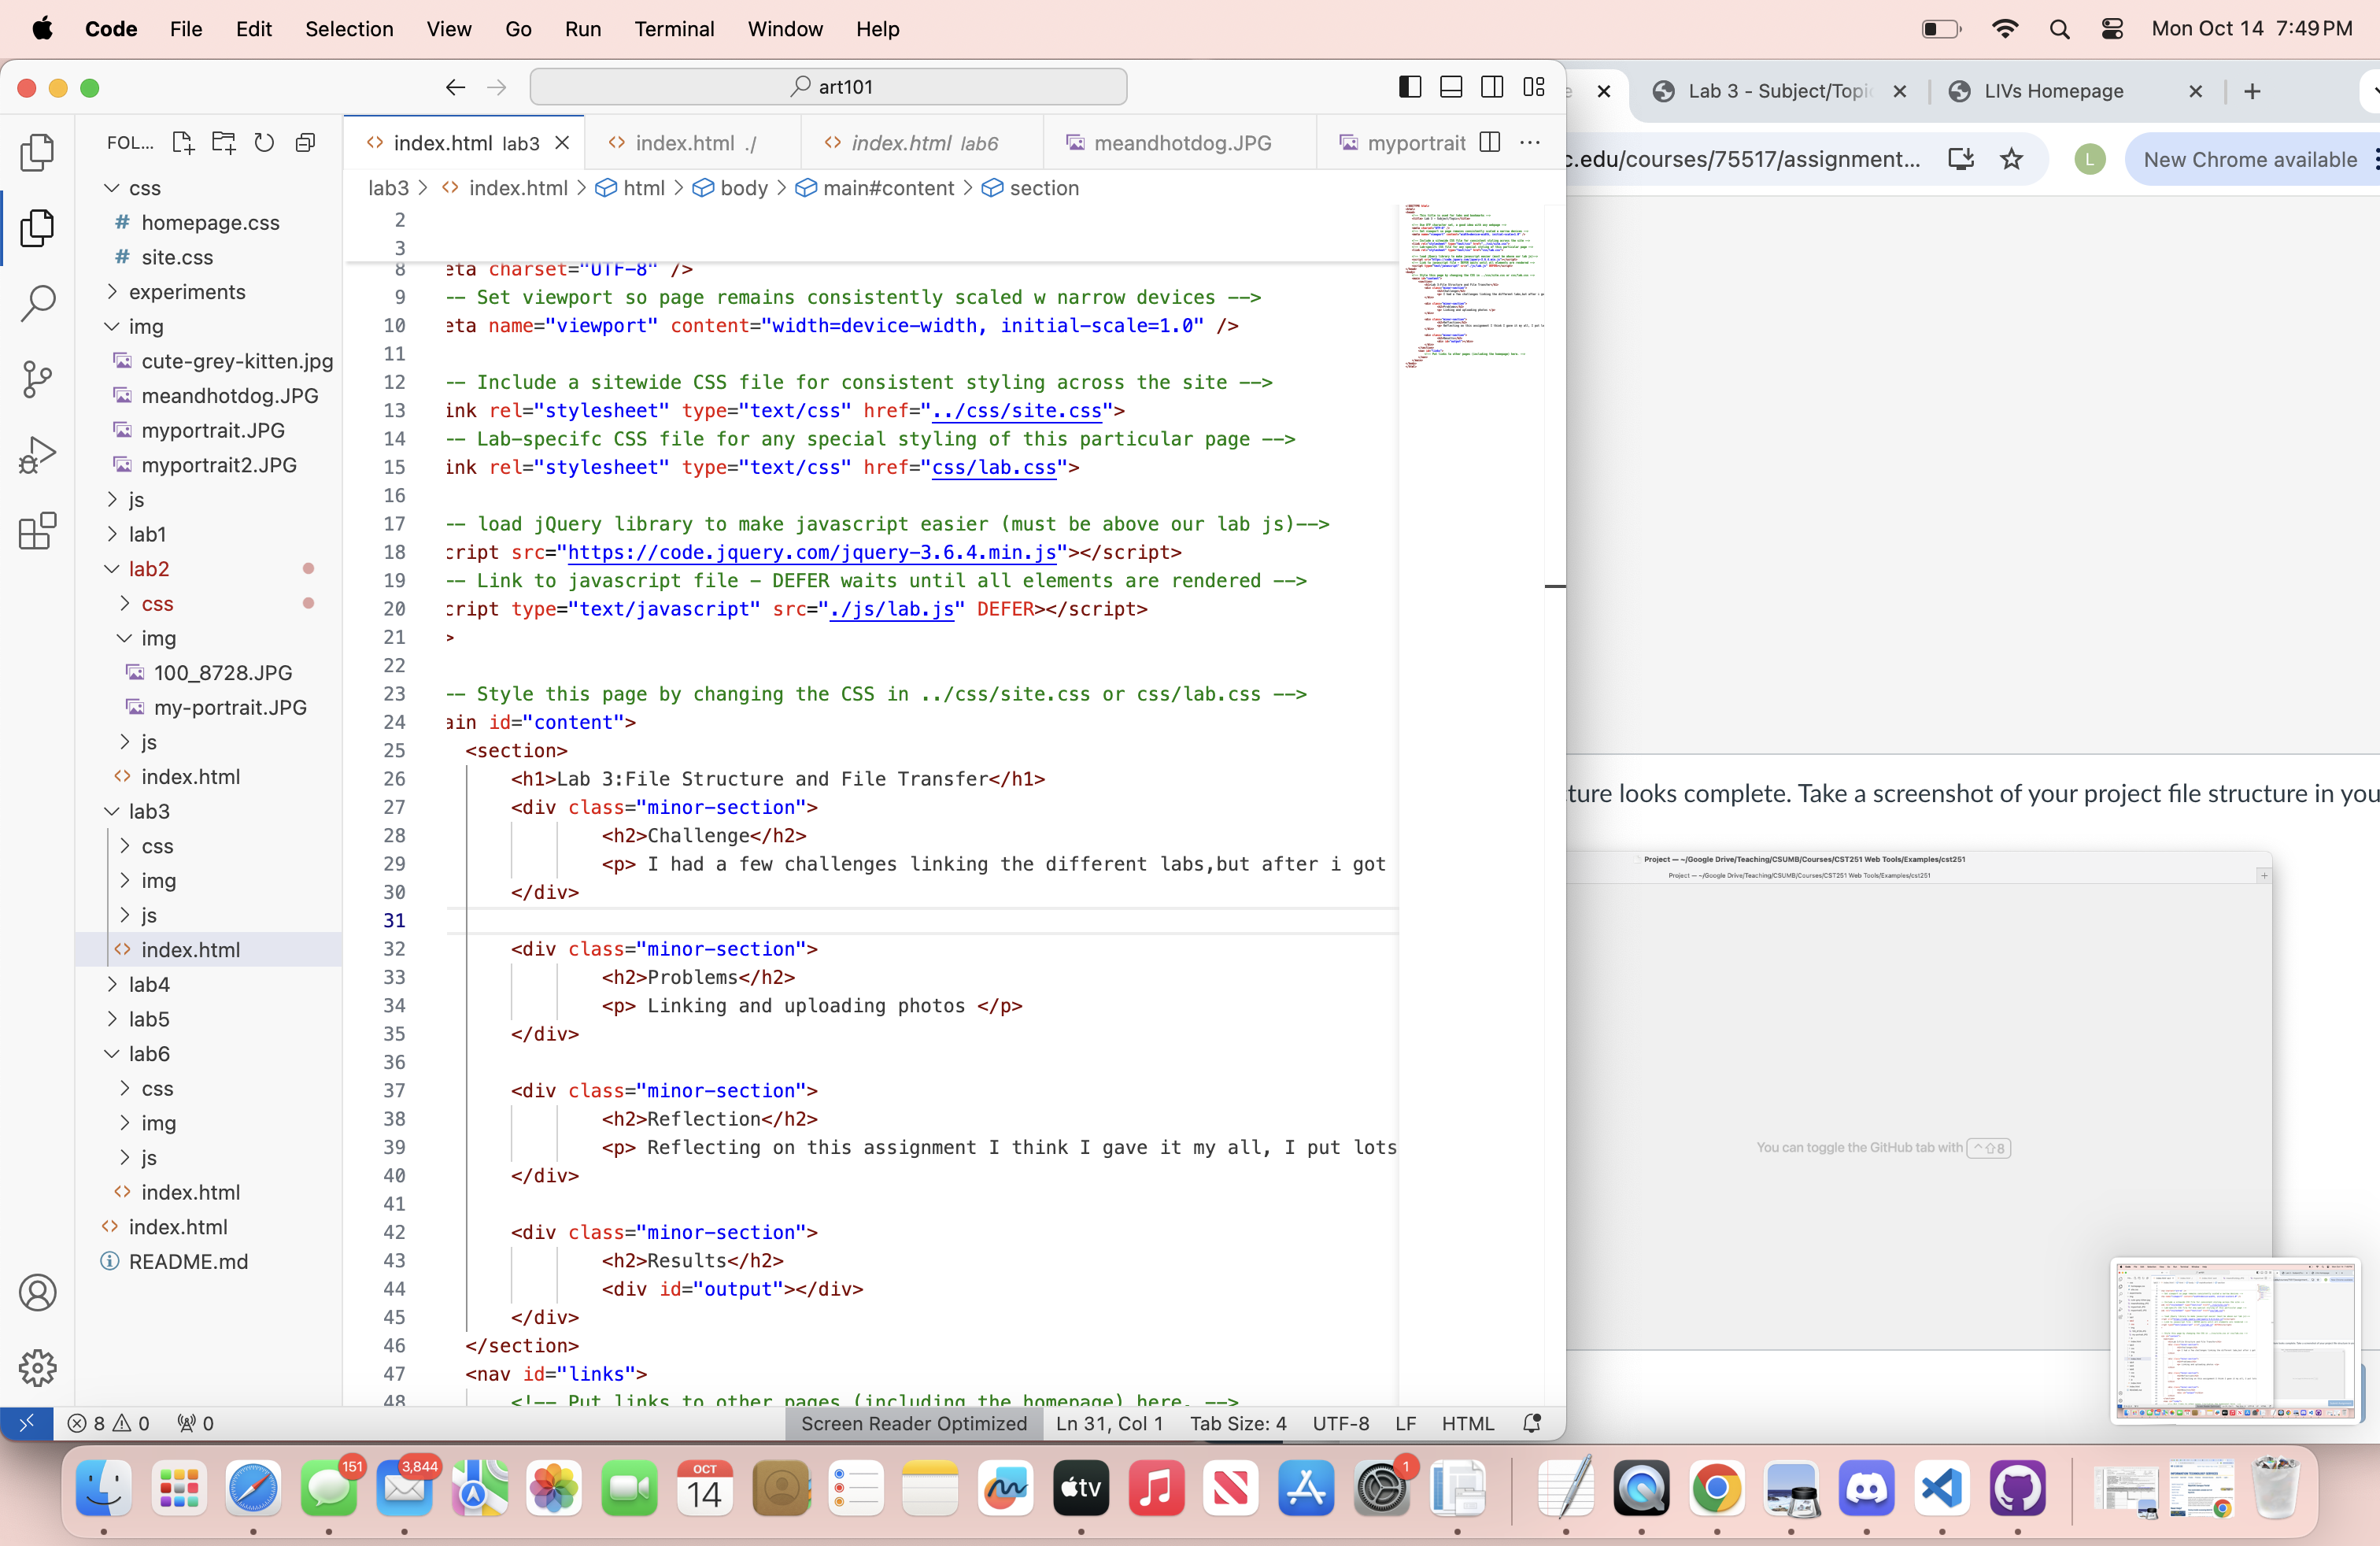 Code File Edit Selection View Go Run Terminal Window Help Mon Oct 14 7:49 PM
art101
Lab 3 - Subject/Topi
LIVs Homepage
c.edu/courses/75517/assignment...
L
New Chrome available
FOL...
index.html lab3
index.html ./
index.html lab6
meandhotdog.JPG
myportrait
lab3 > index.html > html > body > main#content > section
css
homepage.css
site.css
experiments
img
cute-grey-kitten.jpg
meandhotdog.JPG
myportrait.JPG
myportrait2.JPG
js
lab1
lab2
css
img
100_8728.JPG
my-portrait.JPG
js
index.html
lab3
css
img
js
index.html
lab4
lab5
lab6
css
img
js
index.html
index.html
README.md
2
3
8 eta charset="UTF-8" />
9 -- Set viewport so page remains consistently scaled w narrow devices -->
10 eta name="viewport" content="width=device-width, initial-scale=1.0" />
11
12 -- Include a sitewide CSS file for consistent styling across the site -->
13 ink rel="stylesheet" type="text/css" href="../css/site.css">
14 -- Lab-specifc CSS file for any special styling of this particular page -->
15 ink rel="stylesheet" type="text/css" href="css/lab.css">
16
17 -- load jQuery library to make javascript easier (must be above our lab js)-->
18 cript src="https://code.jquery.com/jquery-3.6.4.min.js"></script>
19 -- Link to javascript file - DEFER waits until all elements are rendered -->
20 cript type="text/javascript" src="./js/lab.js" DEFER></script>
21 >
22
23 -- Style this page by changing the CSS in ../css/site.css or css/lab.css -->
24 ain id="content">
25 <section>
26 <h1>Lab 3:File Structure and File Transfer</h1>
27 <div class="minor-section">
28 <h2>Challenge</h2>
29 <p> I had a few challenges linking the different labs,but after i got
30 </div>
31
32 <div class="minor-section">
33 <h2>Problems</h2>
34 <p> Linking and uploading photos </p>
35 </div>
36
37 <div class="minor-section">
38 <h2>Reflection</h2>
39 <p> Reflecting on this assignment I think I gave it my all, I put lots
40 </div>
41
42 <div class="minor-section">
43 <h2>Results</h2>
44 <div id="output"></div>
45 </div>
46 </section>
47 <nav id="links">
48 <!-- Put links to other pages (including the homepage) here. -->
8 0 0
Screen Reader Optimized Ln 31, Col 1 Tab Size: 4 UTF-8 LF HTML
ture looks complete. Take a screenshot of your project file structure in you
Project — ~/Google Drive/Teaching/CSUMB/Courses/CST251 Web Tools/Examples/cst251
Project — ~/Google Drive/Teaching/CSUMB/Courses/CST251 Web Tools/Examples/cst251
You can toggle the GitHub tab with ^⇧8
151
3,844
OCT
14
tv
1